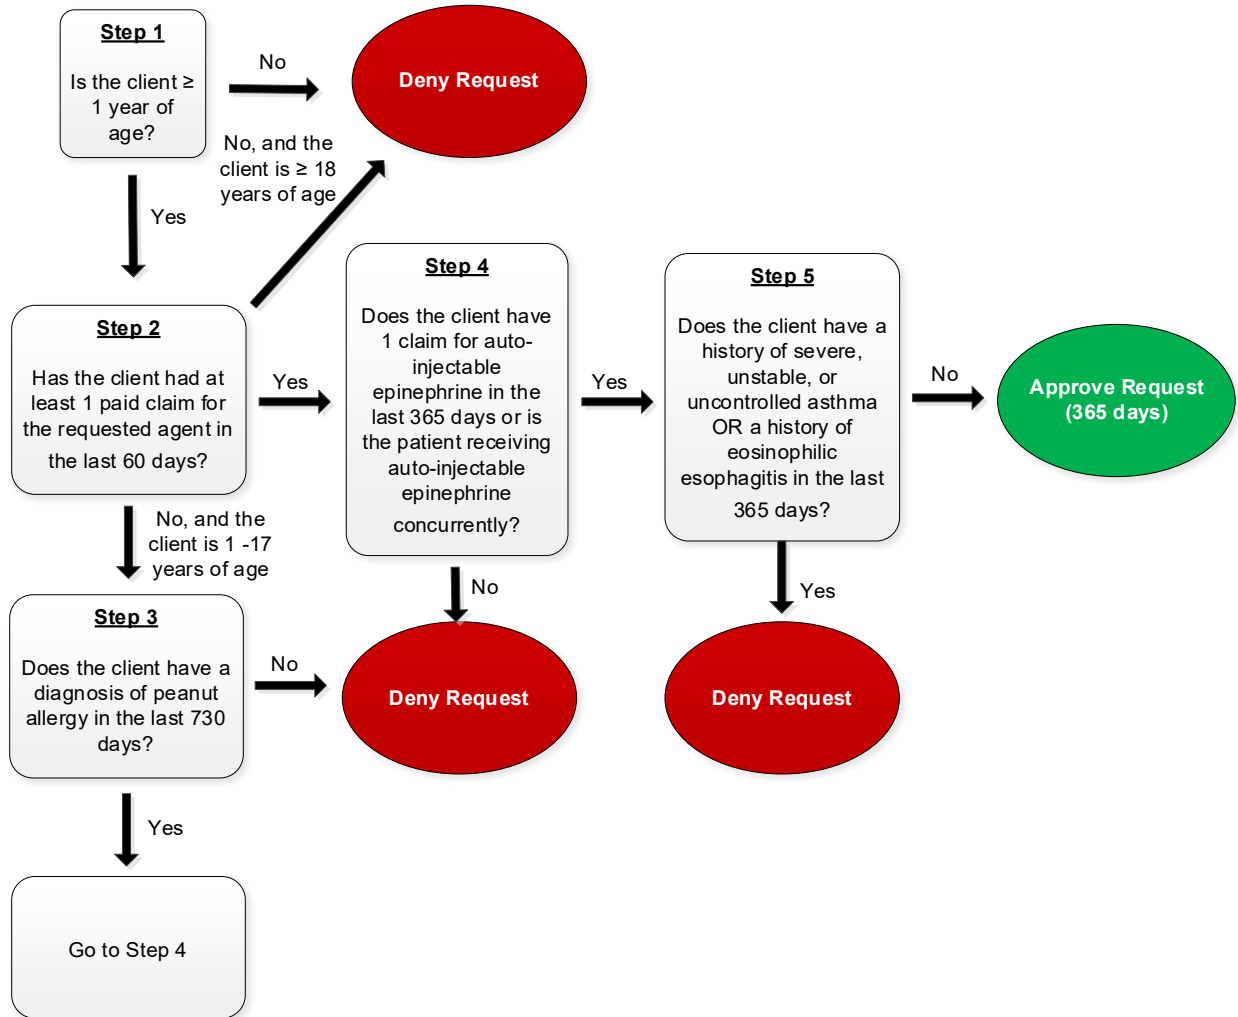 Step 1
Is the client ≥
1 year of
age?
No
Deny Request
No, and the
client is ≥ 18
years of age
Yes
Step 2
Has the client had at
least 1 paid claim for
the requested agent in
the last 60 days?
Yes
Step 4
Does the client have
1 claim for auto-
injectable
epinephrine in the
last 365 days or is
the patient receiving
auto-injectable
epinephrine
concurrently?
Yes
Step 5
Does the client have a
history of severe,
unstable, or
uncontrolled asthma
OR a history of
eosinophilic
esophagitis in the last
365 days?
No
Approve Request
(365 days)
No, and the
client is 1 -17
years of age
No
Yes
Step 3
Does the client have a
diagnosis of peanut
allergy in the last 730
days?
No
Deny Request
Deny Request
Yes
Go to Step 4